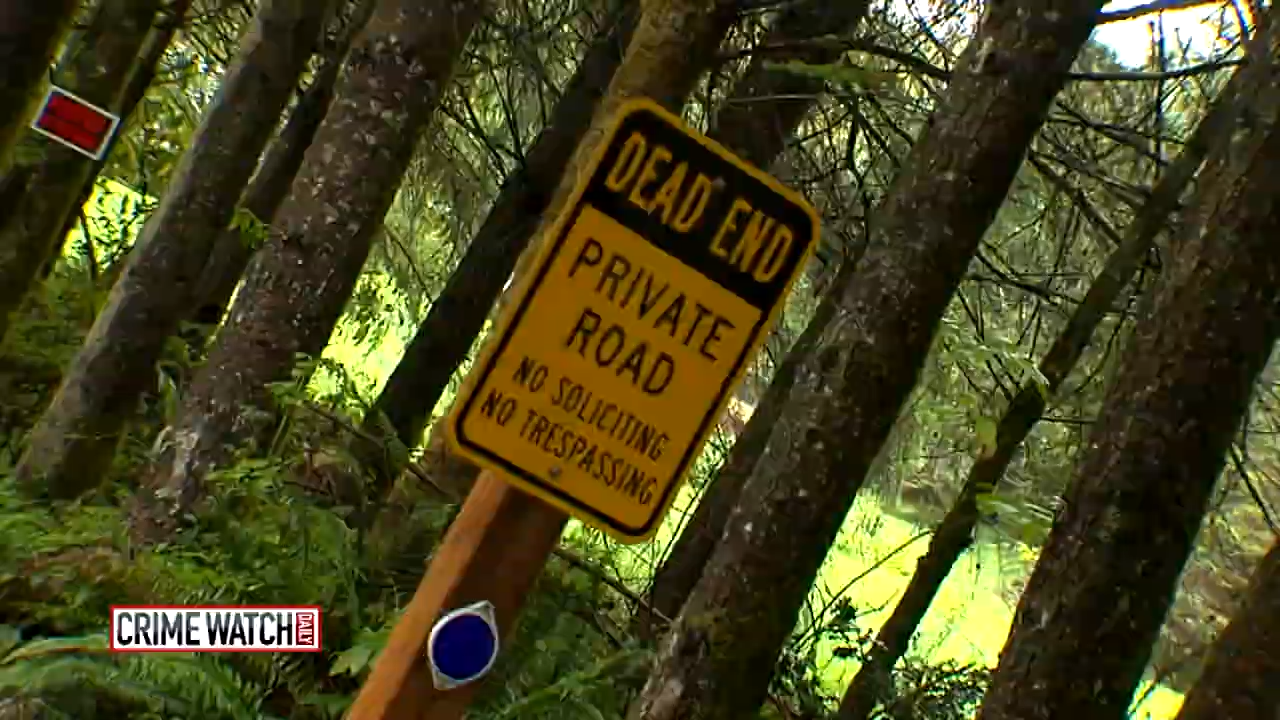 DEAD END
PRIVATE
ROAD
NO SOLICITING
NO TRESPASSING
CRIME WATCH DAILY